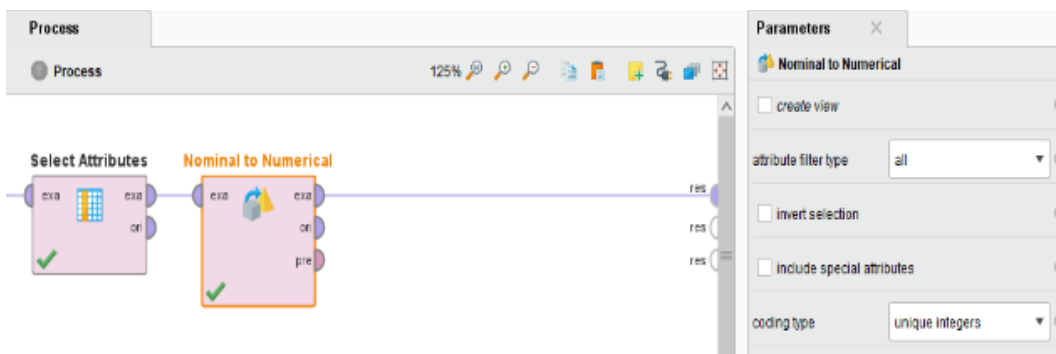 Process
Process
125%
Select Attributes
Nominal to Numerical
exa
exa
ori
exa
exa
ori
pre
res
res
res
Parameters
Nominal to Numerical
create view
attribute filter type
all
invert selection
include special attributes
coding type
unique integers